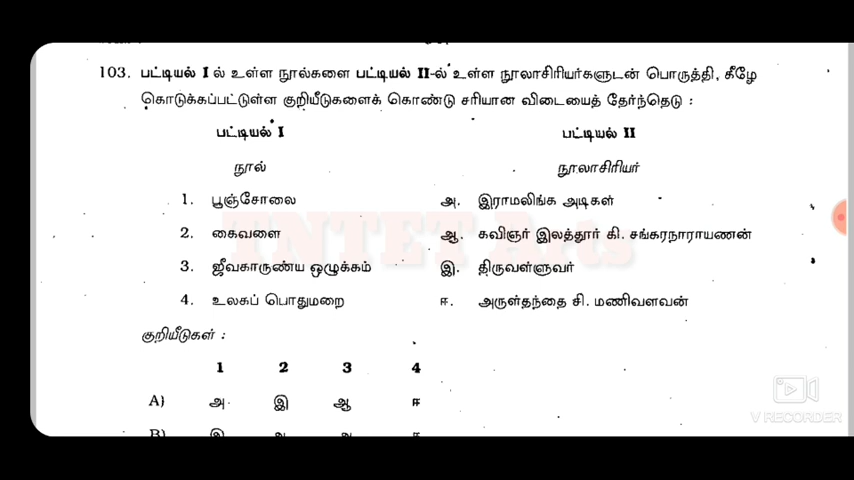 103. பட்டியல் I ல் உள்ள நூல்களை பட்டியல் II-ல் உள்ள நூலாசிரியர்களுடன் பொருத்தி, கீழே
கொடுக்கப்பட்டுள்ள குறியீடுகளைக் கொண்டு சரியான விடையைத் தேர்ந்தெடு :
பட்டியல் I பட்டியல் II
நூல் நூலாசிரியர்
1. பூஞ்சோலை அ. இராமலிங்க அடிகள்
2. கைவளை ஆ. கவிஞர் இலத்தூர் கி. சங்கரநாராயணன்
3. ஜீவகாருண்ய ஒழுக்கம் இ. திருவள்ளுவர்
4. உலகப் பொதுமறை ஈ. அருள்தந்தை சி. மணிவளவன்
TNTET Arts
குறியீடுகள் :
1 2 3 4
A) அ இ ஆ ஈ
V RECORDER
B)